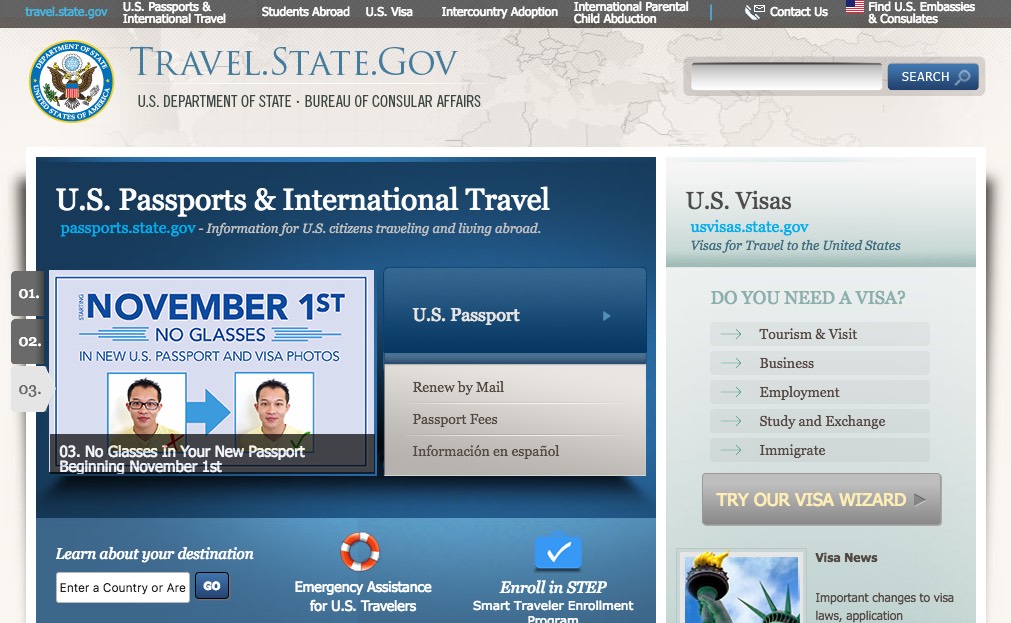 travel.state.gov
U.S. Passports &
International Travel
Students Abroad
U.S. Visa
Intercountry Adoption
International Parental
Child Abduction
Contact Us
Find U.S. Embassies
& Consulates
DEPARTMENT OF STATE
UNITED STATES OF AMERICA
TRAVEL.STATE.GOV
U.S. DEPARTMENT OF STATE · BUREAU OF CONSULAR AFFAIRS
SEARCH
U.S. Passports & International Travel
passports.state.gov - Information for U.S. citizens traveling and living abroad.
01.
02.
03.
STARTING
NOVEMBER 1ST
NO GLASSES
IN NEW U.S. PASSPORT AND VISA PHOTOS
03. No Glasses In Your New Passport
Beginning November 1st
U.S. Passport
Renew by Mail
Passport Fees
Información en español
Learn about your destination
Enter a Country or Are
GO
Emergency Assistance
for U.S. Travelers
Enroll in STEP
Smart Traveler Enrollment
Program
U.S. Visas
usvisas.state.gov
Visas for Travel to the United States
DO YOU NEED A VISA?
Tourism & Visit
Business
Employment
Study and Exchange
Immigrate
TRY OUR VISA WIZARD
Visa News
Important changes to visa
laws, application